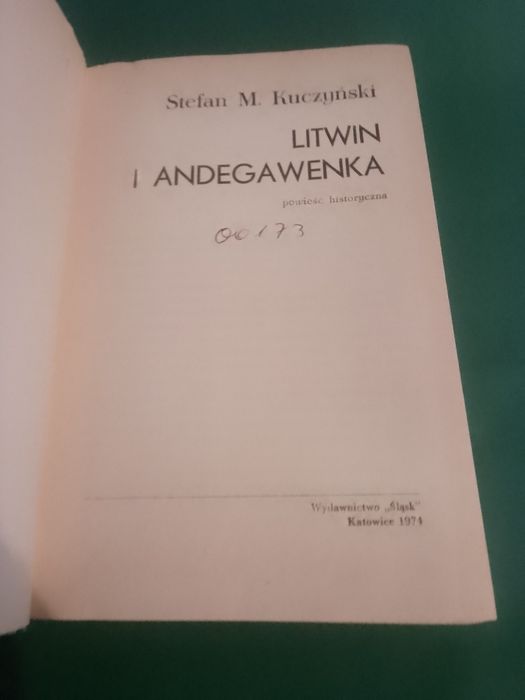 Stefan M. Kuczyński
LITWIN
I ANDEGAWENKA
powieść historyczna
00173
Wydawnictwo „Śląsk”
Katowice 1974